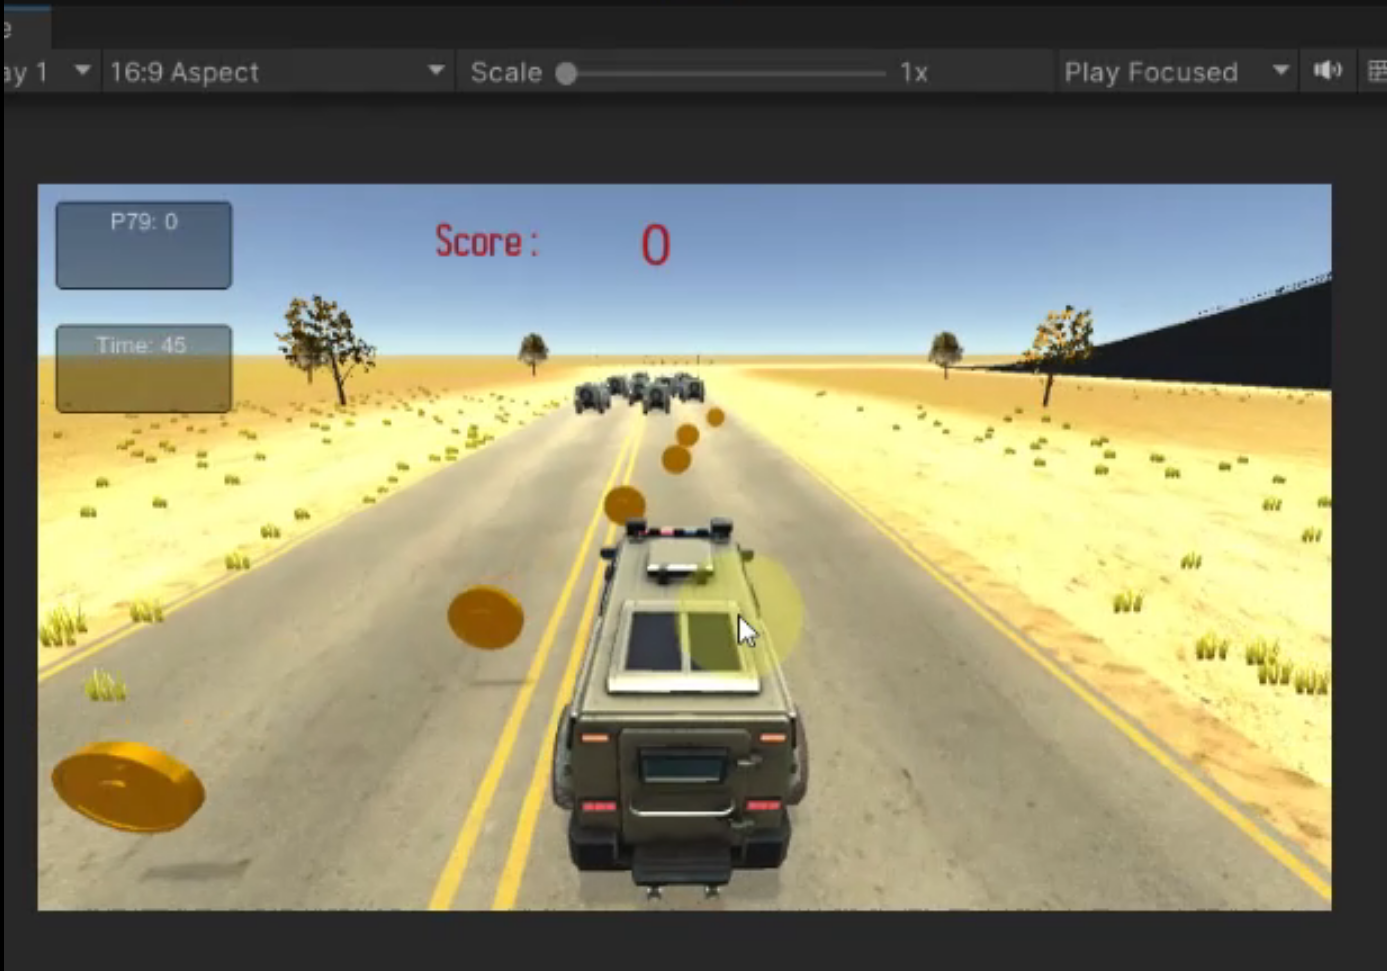 e
ay 1
16:9 Aspect
Scale
1x
Play Focused
P79: 0
Score: 0
Time: 45